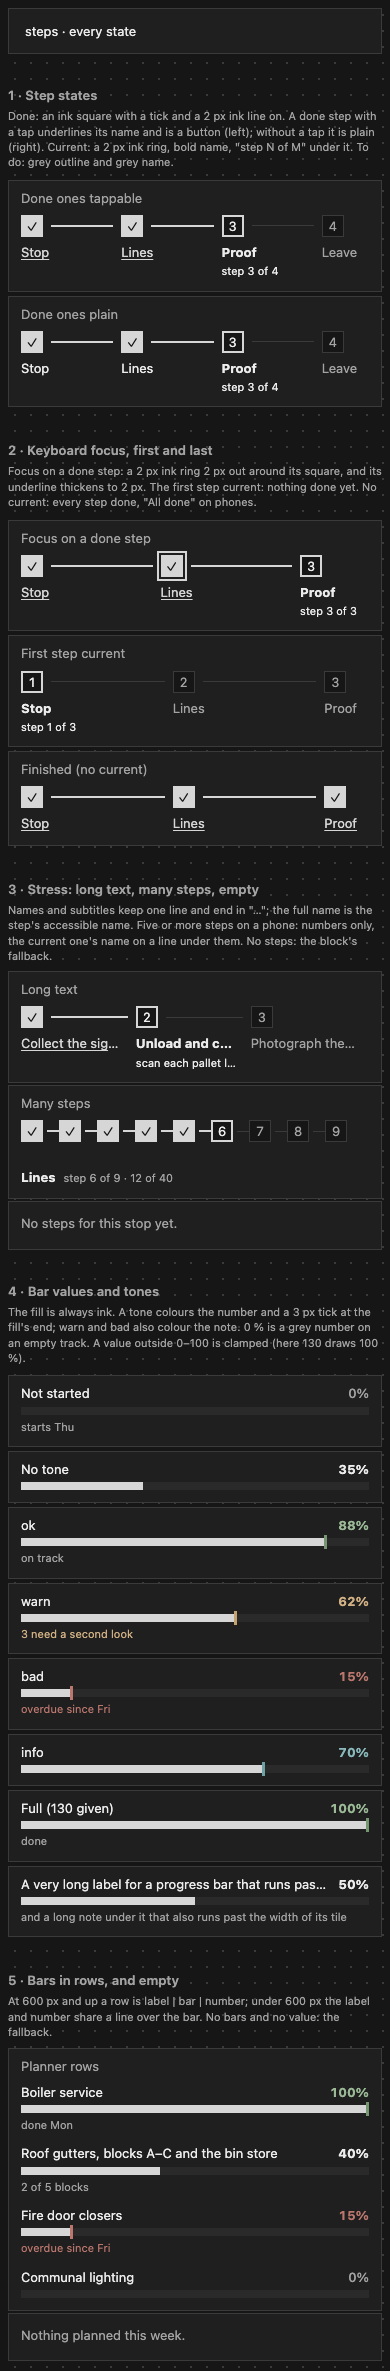 steps · every state
1 · Step states
Done: an ink square with a tick and a 2 px ink line on. A done step with
a tap underlines its name and is a button (left); without a tap it is plain
(right). Current: a 2 px ink ring, bold name, "step N of M" under it. To
do: grey outline and grey name.
Done ones tappable
3 4
Stop Lines Proof Leave
step 3 of 4
Done ones plain
3 4
Stop Lines Proof Leave
step 3 of 4
2 · Keyboard focus, first and last
Focus on a done step: a 2 px ink ring 2 px out around its square, and its
underline thickens to 2 px. The first step current: nothing done yet. No
current: every step done, "All done" on phones.
Focus on a done step
3
Stop Lines Proof
step 3 of 3
First step current
1 2 3
Stop Lines Proof
step 1 of 3
Finished (no current)
Stop Lines Proof
3 · Stress: long text, many steps, empty
Names and subtitles keep one line and end in "…"; the full name is the
step's accessible name. Five or more steps on a phone: numbers only,
the current one's name on a line under them. No steps: the block's
fallback.
Long text
2 3
Collect the sig… Unload and c… Photograph the…
scan each pallet l…
Many steps
6 7 8 9
Lines step 6 of 9 · 12 of 40
No steps for this stop yet.
4 · Bar values and tones
The fill is always ink. A tone colours the number and a 3 px tick at the
fill's end; warn and bad also colour the note. 0 % is a grey number on
an empty track. A value outside 0–100 is clamped (here 130 draws 100
%).
Not started 0%
starts Thu
No tone 35%
ok 88%
on track
warn 62%
3 need a second look
bad 15%
overdue since Fri
info 70%
Full (130 given) 100%
done
A very long label for a progress bar that runs pas… 50%
and a long note under it that also runs past the width of its tile
5 · Bars in rows, and empty
At 600 px and up a row is label | bar | number; under 600 px the label
and number share a line over the bar. No bars and no value: the
fallback.
Planner rows
Boiler service 100%
done Mon
Roof gutters, blocks A–C and the bin store 40%
2 of 5 blocks
Fire door closers 15%
overdue since Fri
Communal lighting 0%
Nothing planned this week.